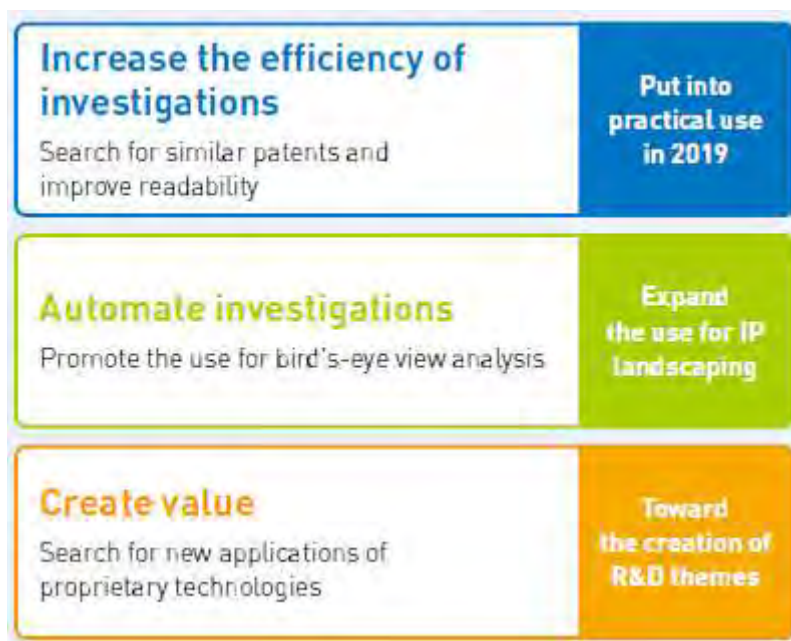 Increase the efficiency of
investigations
Search for similar patents and
improve readability
Put into
practical use
in 2019
Automate investigations
Promote the use for bird's-eye view analysis
Expand
the use for IP
landscaping
Create value
Search for new applications of
proprietary technologies
Toward
the creation of
R&D themes